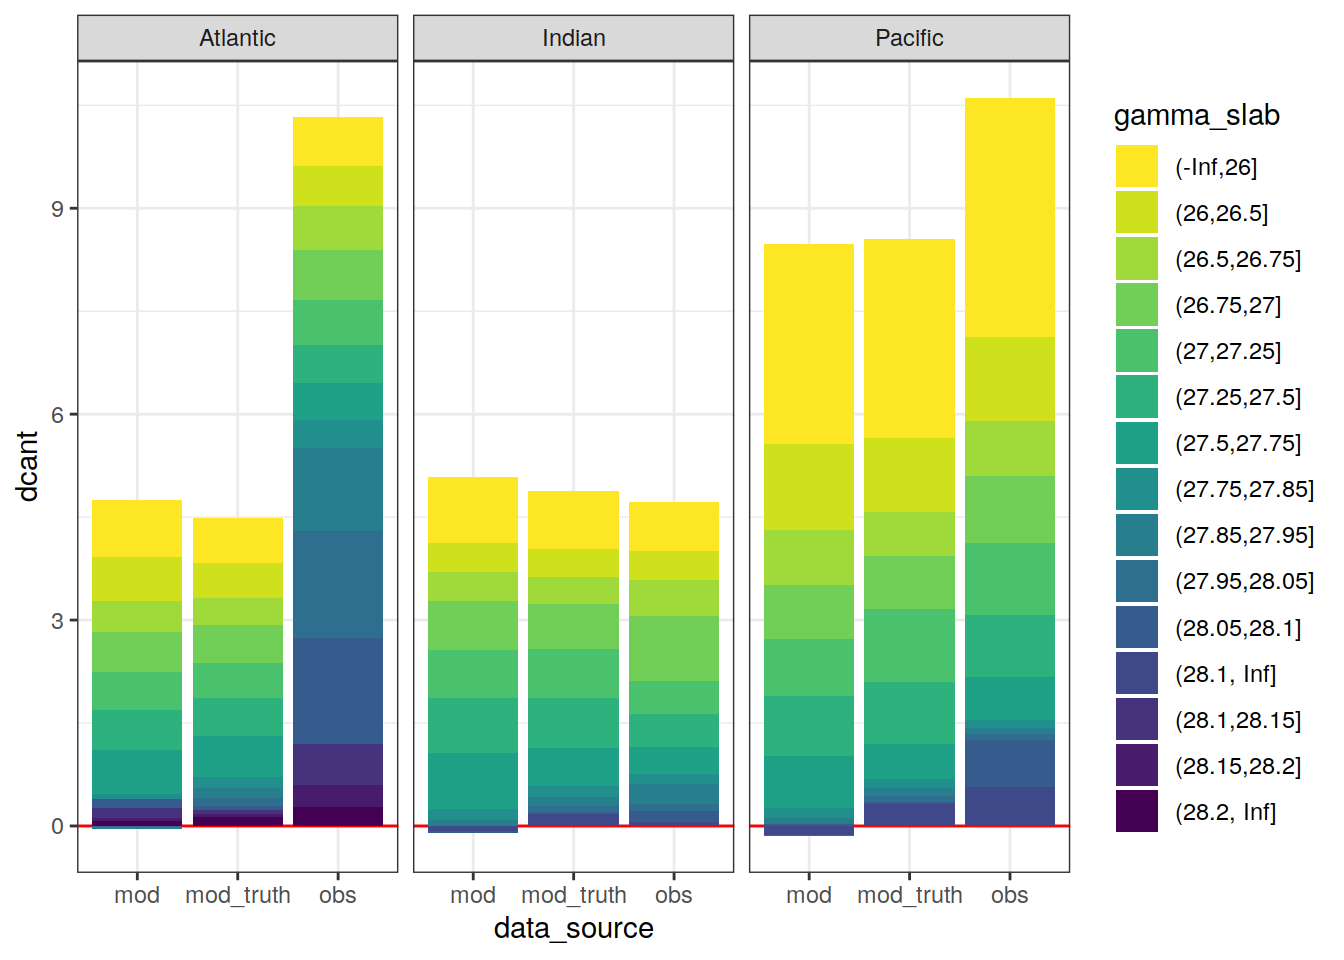 Atlantic
Indian
Pacific
dcant
9
6
3
0
mod
mod_truth
obs
mod
mod_truth
obs
mod
mod_truth
obs
data_source
gamma_slab
(-Inf,26]
(26,26.5]
(26.5,26.75]
(26.75,27]
(27,27.25]
(27.25,27.5]
(27.5,27.75]
(27.75,27.85]
(27.85,27.95]
(27.95,28.05]
(28.05,28.1]
(28.1, Inf]
(28.1,28.15]
(28.15,28.2]
(28.2, Inf]